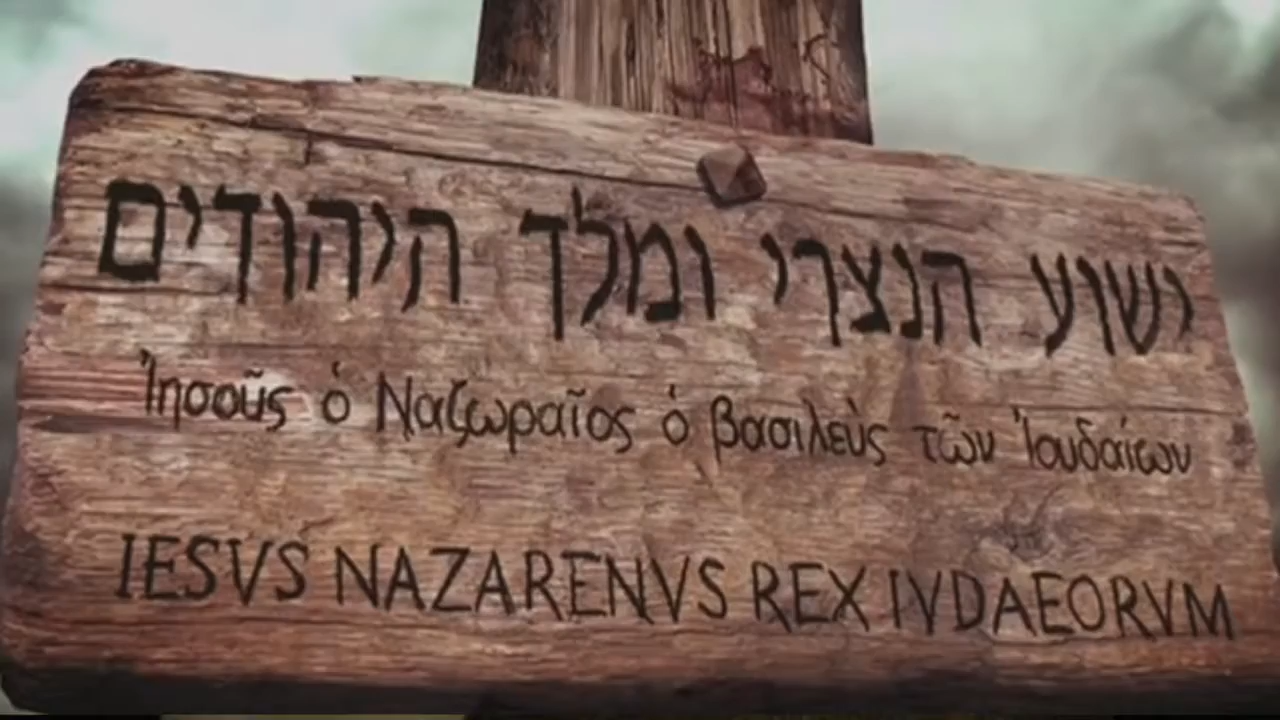 ישוע הנצרי ומלך היהודים
Ἰησοῦς ὁ Ναζωραῖος ὁ βασιλεὺς τῶν Ἰουδαίων
IESVS NAZARENVS REX IVDAEORVM